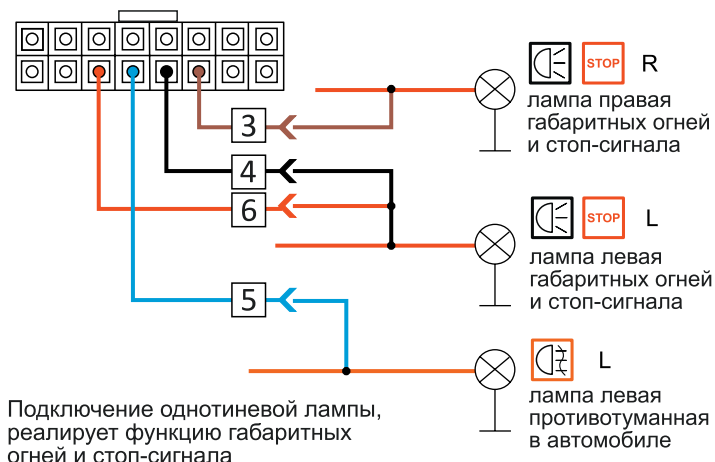 STOP R
лампа правая
габаритных огней
и стоп-сигнала
3
4
6
STOP L
лампа левая
габаритных огней
и стоп-сигнала
5
L
лампа левая
противотуманная
в автомобиле
Подключение однотиневой лампы,
реалирует функцию габаритных
огней и стоп-сигнала